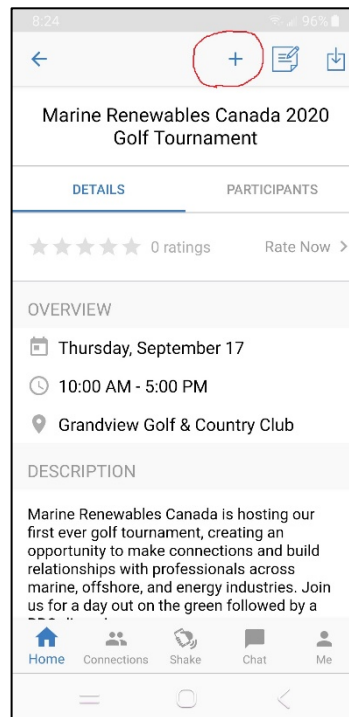 8:24 96%
Marine Renewables Canada 2020
Golf Tournament
DETAILS PARTICIPANTS
0 ratings Rate Now >
OVERVIEW
Thursday, September 17
10:00 AM - 5:00 PM
Grandview Golf & Country Club
DESCRIPTION
Marine Renewables Canada is hosting our
first ever golf tournament, creating an
opportunity to make connections and build
relationships with professionals across
marine, offshore, and energy industries. Join
us for a day out on the green followed by a
Home Connections Shake Chat Me